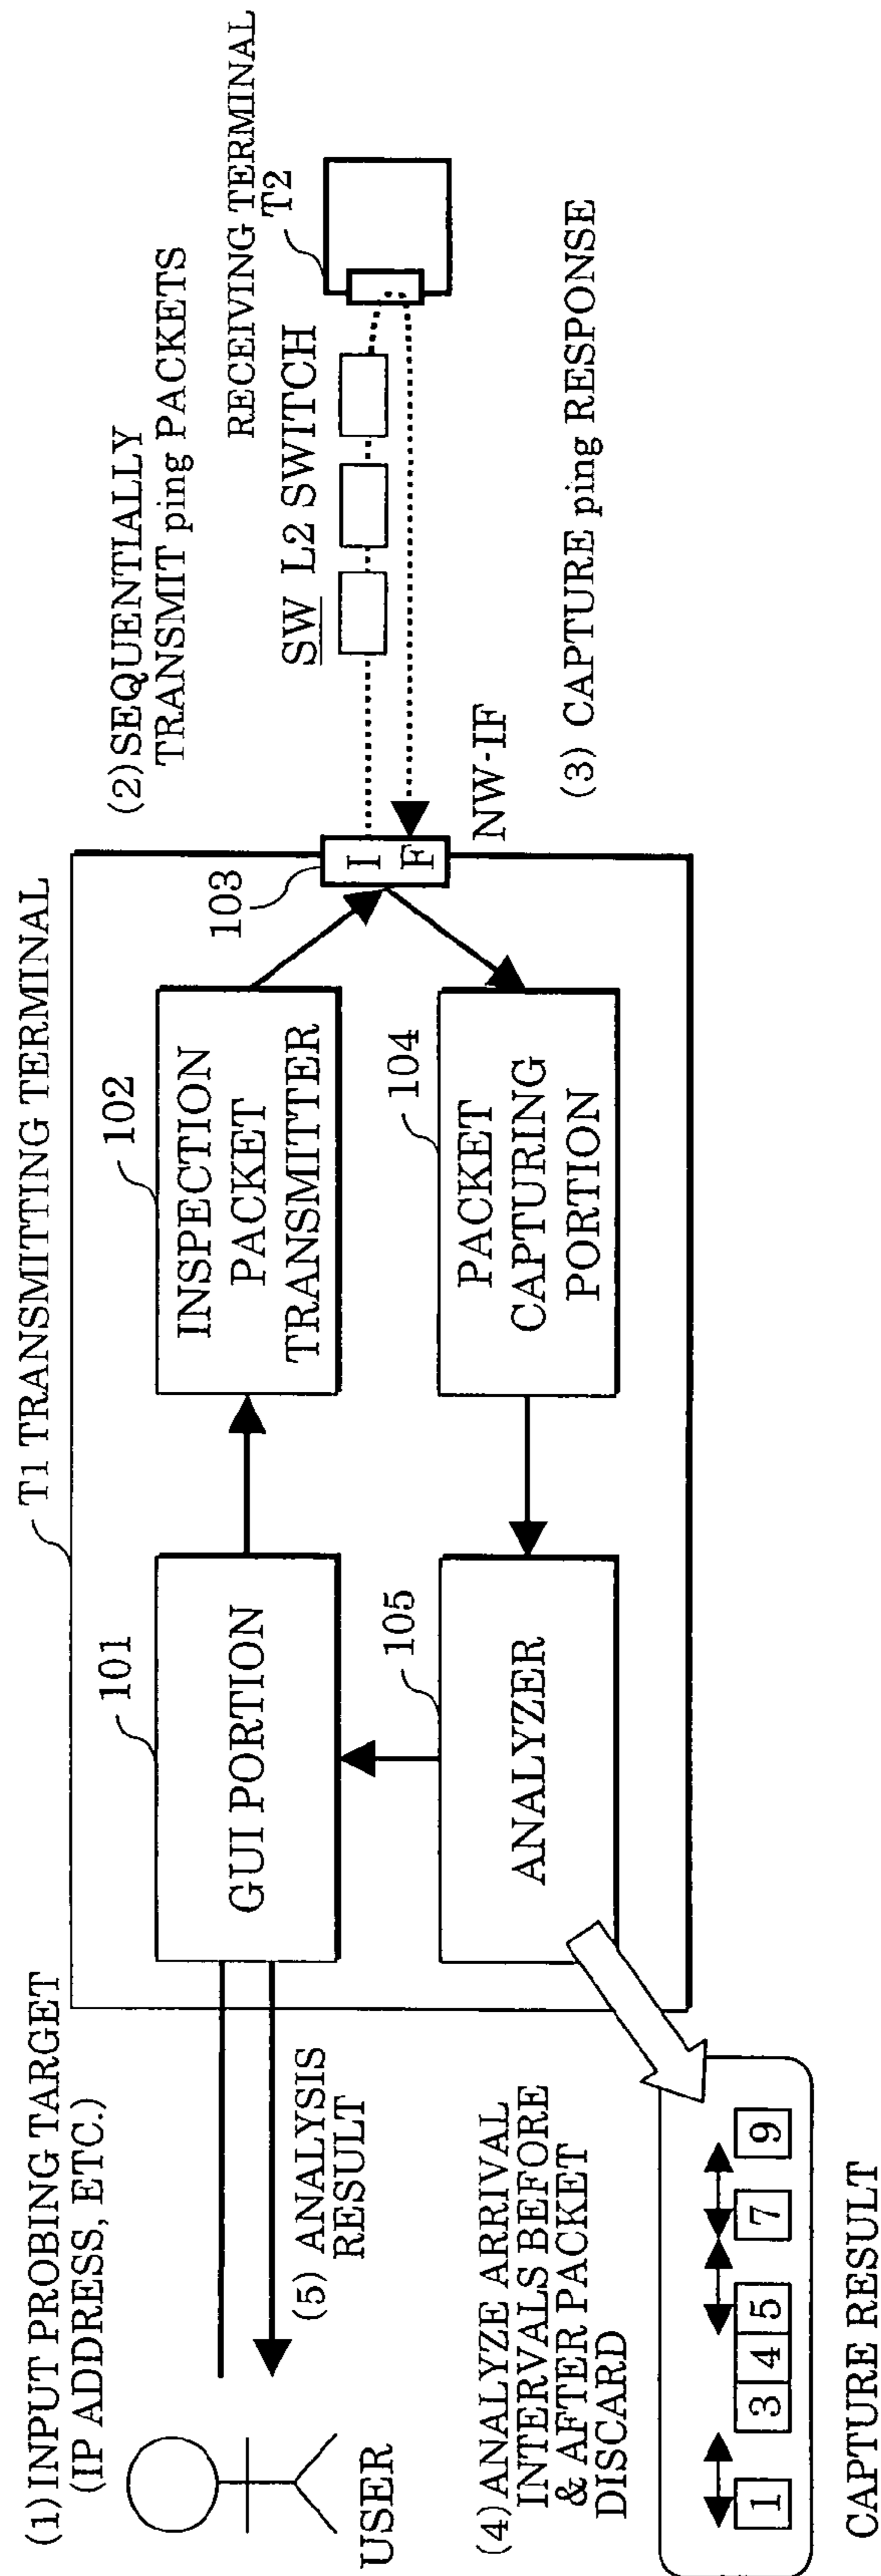 (1) INPUT PROBING TARGET
(IP ADDRESS, ETC.)
USER
(5) ANALYSIS
RESULT
(4) ANALYZE ARRIVAL
INTERVALS BEFORE
& AFTER PACKET
DISCARD
1 3 4 5 7 9
CAPTURE RESULT
T1 TRANSMITTING TERMINAL
101
GUI PORTION
102
INSPECTION
PACKET
TRANSMITTER
103
I F
NW-IF
104
PACKET
CAPTURING
PORTION
105
ANALYZER
(2) SEQUENTIALLY
TRANSMIT ping PACKETS
SW L2 SWITCH
RECEIVING TERMINAL
T2
(3) CAPTURE ping RESPONSE